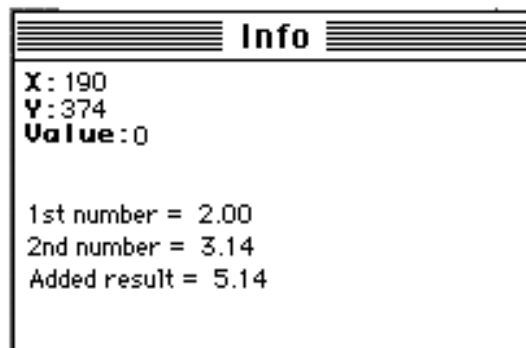 Info
X: 190
Y: 374
Value: 0
1st number = 2.00
2nd number = 3.14
Added result = 5.14